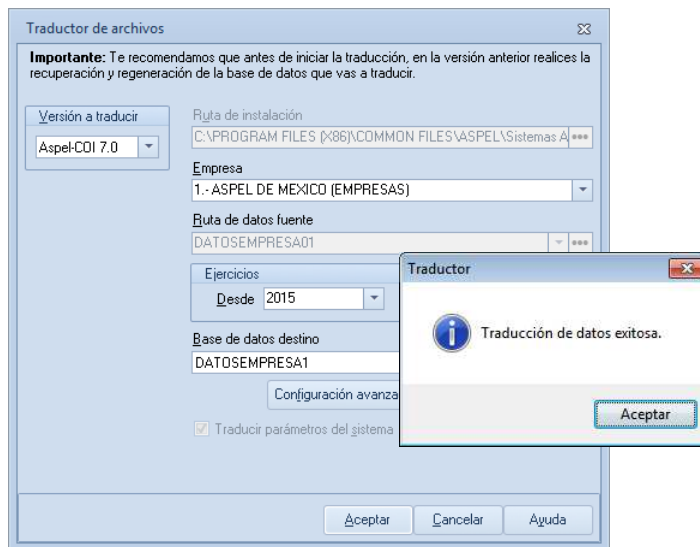 Traductor de archivos
Importante: Te recomendamos que antes de iniciar la traducción, en la versión anterior realices la
recuperación y regeneración de la base de datos que vas a traducir.
Versión a traducir
Aspel-COI 7.0
Ruta de instalación
C:\PROGRAM FILES (X86)\COMMON FILES\ASPEL\Sistemas A
Empresa
1.- ASPEL DE MEXICO (EMPRESAS)
Ruta de datos fuente
DATOSEMPRESA01
Ejercicios
Desde 2015
Base de datos destino
DATOSEMPRESA1
Configuración avanza
Traducir parámetros del sistema
Aceptar Cancelar Ayuda
Traductor
Traducción de datos exitosa.
Aceptar